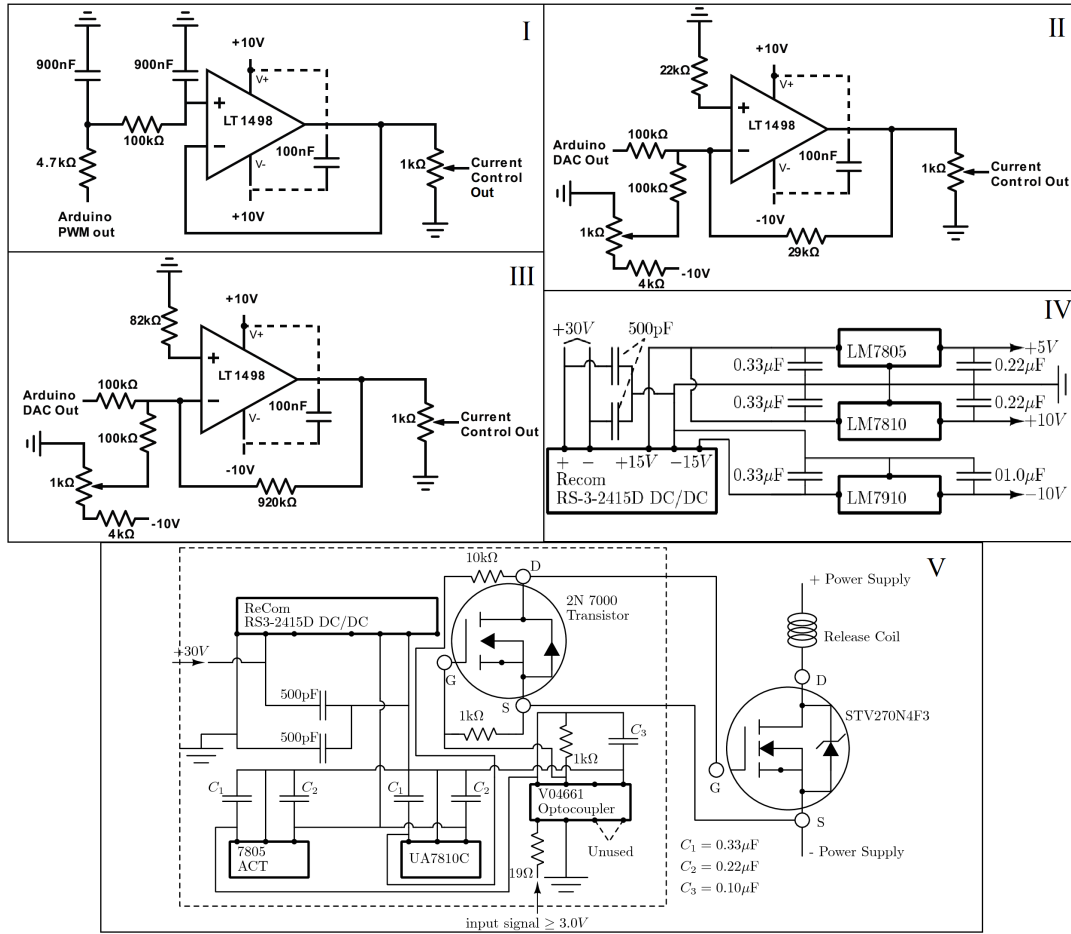 I
900nF
900nF
+10V
V+
+
LT1498
−
100kΩ
4.7kΩ
V-
100nF
+10V
1kΩ
Current
Control
Out
Arduino
PWM out
II
+10V
22kΩ
V+
+
LT1498
−
Arduino
DAC Out
100kΩ
100kΩ
V-
100nF
-10V
1kΩ
Current
Control Out
1kΩ
29kΩ
4kΩ
-10V
III
+10V
82kΩ
V+
+
LT1498
−
Arduino
DAC Out
100kΩ
100kΩ
V-
100nF
-10V
1kΩ
Current
Control Out
1kΩ
920kΩ
4kΩ
-10V
IV
+30V
500pF
0.33μF
LM7805
+5V
0.22μF
0.33μF
0.22μF
LM7810
+10V
+ − +15V −15V
Recom
RS-3-2415D DC/DC
0.33μF
01.0μF
LM7910
−10V
V
10kΩ
D
2N 7000
Transistor
ReCom
RS3-2415D DC/DC
+30V
G
S
500pF
500pF
1kΩ
1kΩ
C3
C1
C2
C1
C2
V04661
Optocoupler
7805
ACT
UA7810C
Unused
19Ω
input signal ≥ 3.0V
+ Power Supply
Release Coil
D
STV270N4F3
G
S
- Power Supply
C1 = 0.33μF
C2 = 0.22μF
C3 = 0.10μF